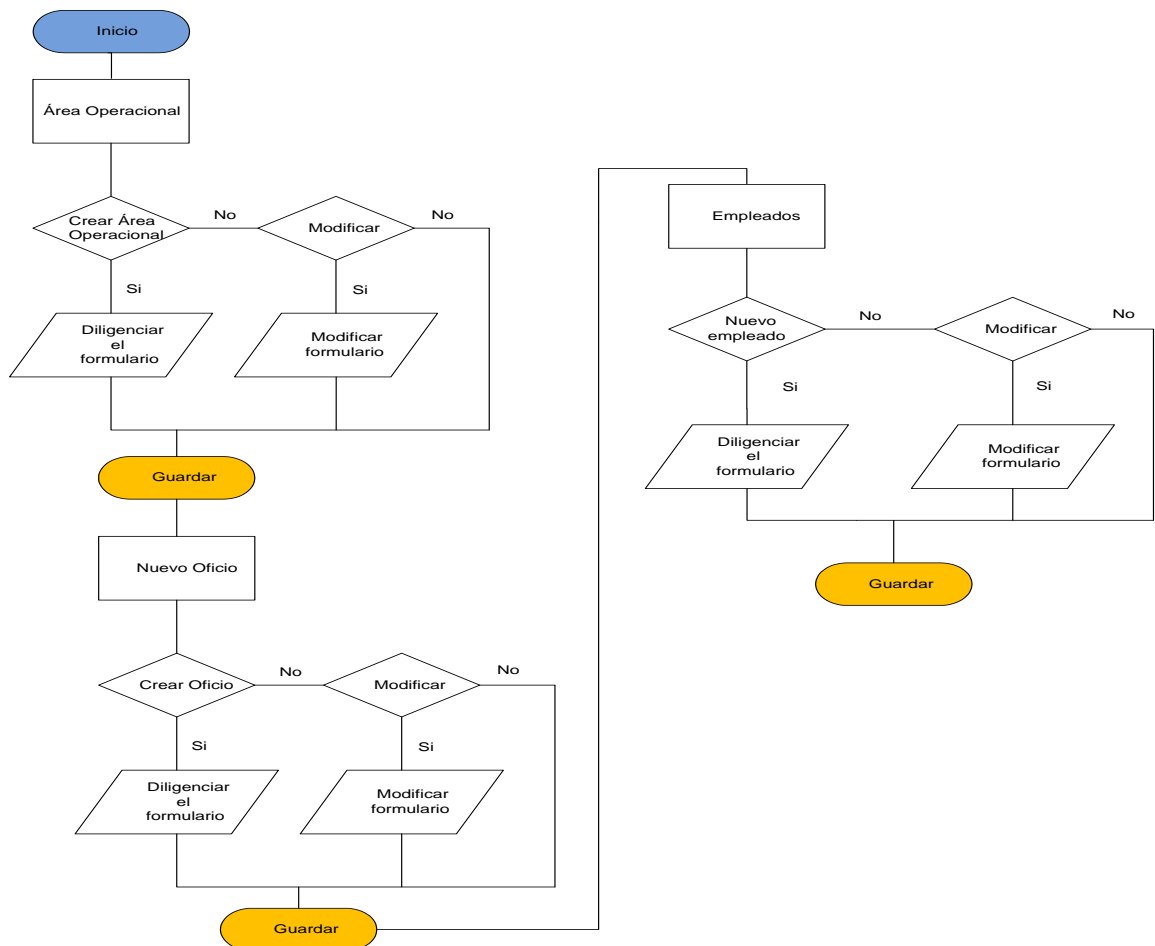 Inicio
Área Operacional
Crear Área
Operacional
No
Modificar
No
Si
Si
Diligenciar
el
formulario
Modificar
formulario
Guardar
Nuevo Oficio
Crear Oficio
No
Modificar
No
Si
Si
Diligenciar
el
formulario
Modificar
formulario
Guardar
Empleados
Nuevo
empleado
No
Modificar
No
Si
Si
Diligenciar
el
formulario
Modificar
formulario
Guardar